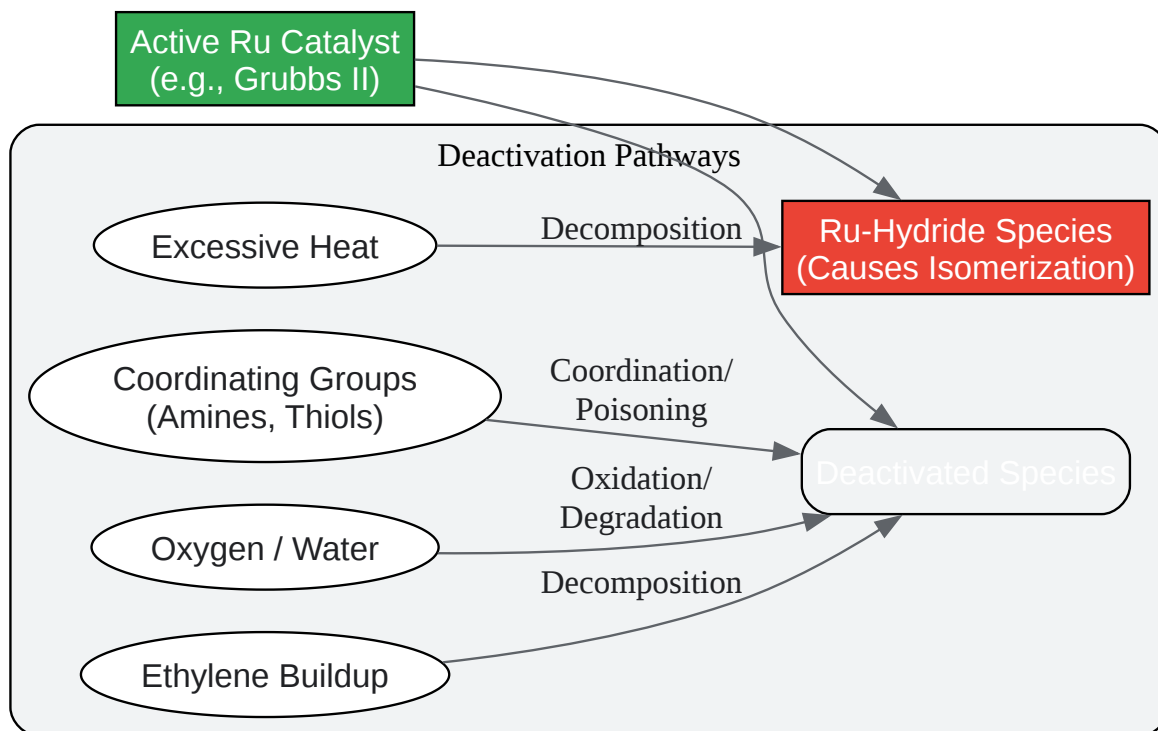 Active Ru Catalyst
(e.g., Grubbs II)
Deactivation Pathways
Excessive Heat
Decomposition
Ru-Hydride Species
(Causes Isomerization)
Coordinating Groups
(Amines, Thiols)
Coordination/
Poisoning
Deactivated Species
Oxidation/
Degradation
Oxygen / Water
Decomposition
Ethylene Buildup